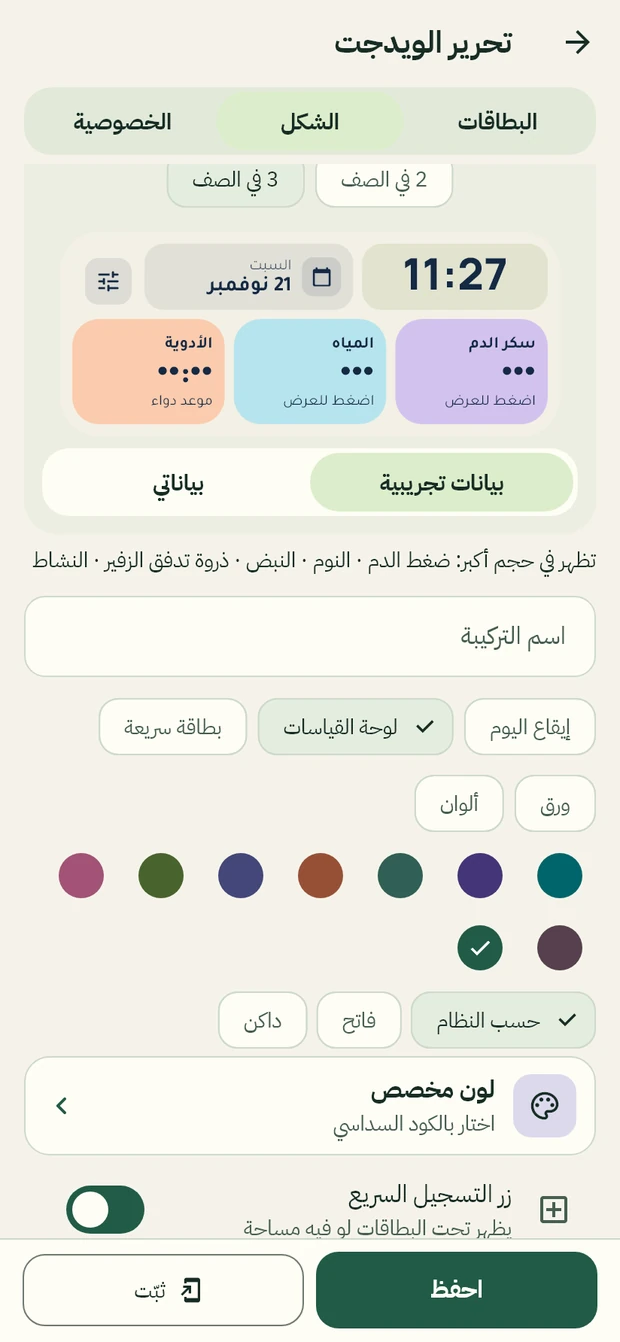 تحرير الويدجت
البطاقات
الشكل
الخصوصية
2 في الصف
3 في الصف
11:27
السبت
21 نوفمبر
سكر الدم
•••
اضغط للعرض
المياه
•••
اضغط للعرض
الأدوية
••:••
موعد دواء
بيانات تجريبية
بياناتي
تظهر في حجم أكبر: ضغط الدم · النوم · النبض · ذروة تدفق الزفير · النشاط
اسم التركيبة
إيقاع اليوم
لوحة القياسات
بطاقة سريعة
ورق
ألوان
حسب النظام
فاتح
داكن
لون مخصص
اختار بالكود السداسي
زر التسجيل السريع
يظهر تحت البطاقات لو فيه مساحة
احفظ
ثبّت